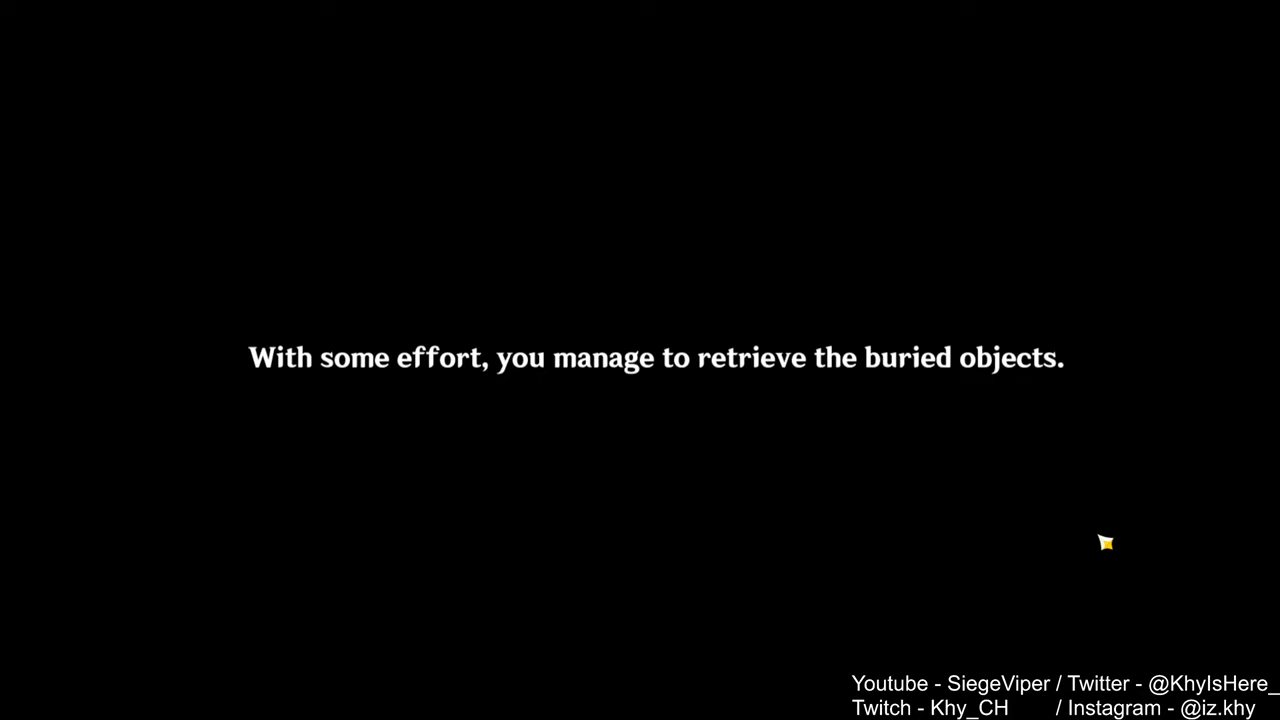 With some effort, you manage to retrieve the buried objects.
Youtube - SiegeViper / Twitter - @KhyIsHere_
Twitch - Khy_CH / Instagram - @iz.khy